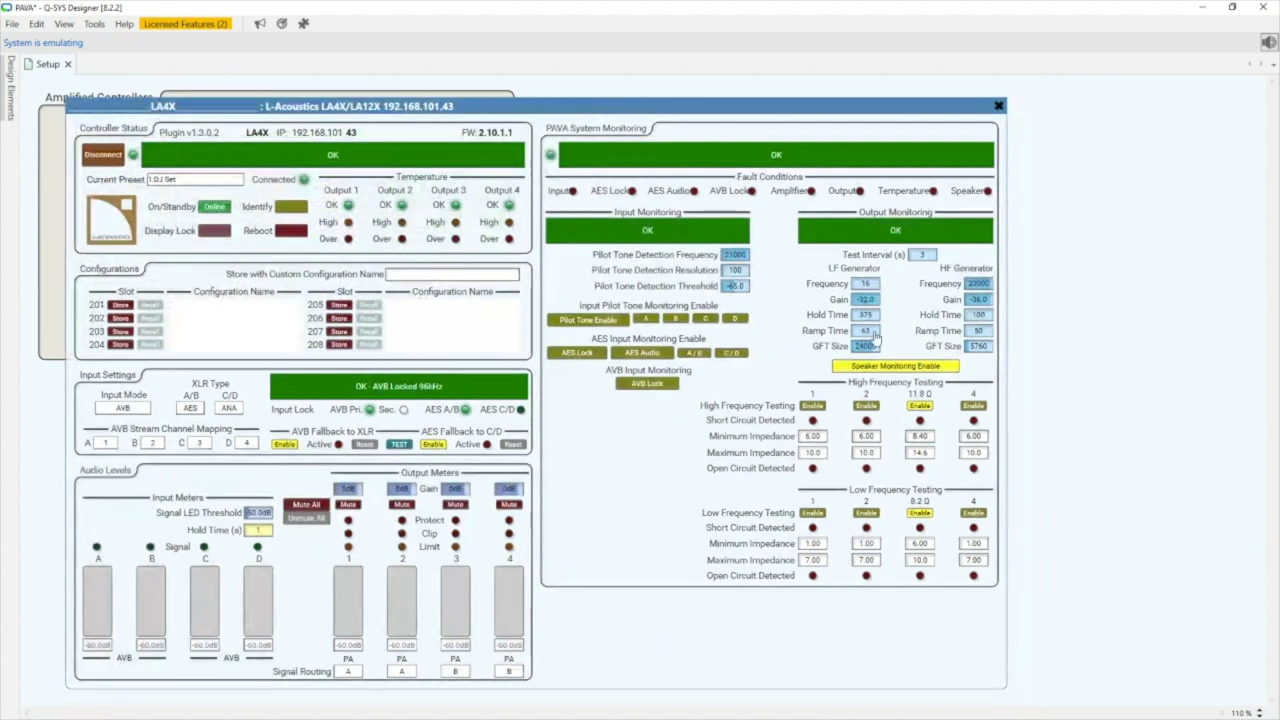 PAVA* - Q-SYS Designer [8.2.2]
File Edit View Tools Help Licensed Features (2)
System is emulating
Design Elements
Setup
Amplified Controllers
LA4X : L-Acoustics LA4X/LA12X 192.168.101.43
Controller Status Plugin v1.3.0.2 LA4X IP: 192.168.101 43 FW: 2.10.1.1
Disconnect OK
Current Preset 1:DJ Set Connected
Temperature
Output 1 Output 2 Output 3 Output 4
On/Standby Online Identify OK OK OK OK
High High High High
Display Lock Reboot
Over Over Over Over
L-ACOUSTICS
Configurations
Store with Custom Configuration Name
Slot Configuration Name Slot Configuration Name
201 Store Recall 205 Store Recall
202 Store Recall 206 Store Recall
203 Store Recall 207 Store Recall
204 Store Recall 208 Store Recall
Input Settings
XLR Type
Input Mode A/B C/D
AVB AES XNA
OK - AVB Locked 96kHz
Input Lock AVB Pri. Sec. AES A/B AES C/D
AVB Stream Channel Mapping
A 1 B 2 C 3 D 4
AVB Fallback to XLR AES Fallback to C/D
Enable Active Reset TEST Enable Active Reset
Audio Levels
Output Meters
Input Meters
Signal LED Threshold -60.0dB
Hold Time (s) 1
Mute All
Unmute All
0dB 0dB Gain 0dB 0dB
Mute Mute Mute Mute
Protect
Clip
Limit
Signal
A B C D 1 2 3 4
-60.0dB -60.0dB -60.0dB -60.0dB -60.0dB -60.0dB -60.0dB -60.0dB
AVB AVB PA PA PA PA
Signal Routing A A B B
PAVA System Monitoring
OK
Fault Conditions
Input AES Lock AES Audio AVB Lock Amplifier Output Temperature Speaker
Input Monitoring
OK
Pilot Tone Detection Frequency 21000
Pilot Tone Detection Resolution 100
Pilot Tone Detection Threshold -65.0
Input Pilot Tone Monitoring Enable
Pilot Tone Enable A B C D
AES Input Monitoring Enable
AES Lock AES Audio A / B C / D
AVB Input Monitoring
AVB Lock
Output Monitoring
OK
Test Interval (s) 3
LF Generator HF Generator
Frequency 16 Frequency 20000
Gain -32.0 Gain -36.0
Hold Time 375 Hold Time 100
Ramp Time 63 Ramp Time 50
GFT Size 24000 GFT Size 5760
Speaker Monitoring Enable
High Frequency Testing
1 2 11.8 Ω 4
High Frequency Testing Enable Enable Enable Enable
Short Circuit Detected
Minimum Impedance 6.00 6.00 8.40 6.00
Maximum Impedance 10.0 10.0 14.6 10.0
Open Circuit Detected
Low Frequency Testing
1 2 8.2 Ω 4
Low Frequency Testing Enable Enable Enable Enable
Short Circuit Detected
Minimum Impedance 1.00 1.00 6.00 1.00
Maximum Impedance 7.00 7.00 10.0 7.00
Open Circuit Detected
110 %